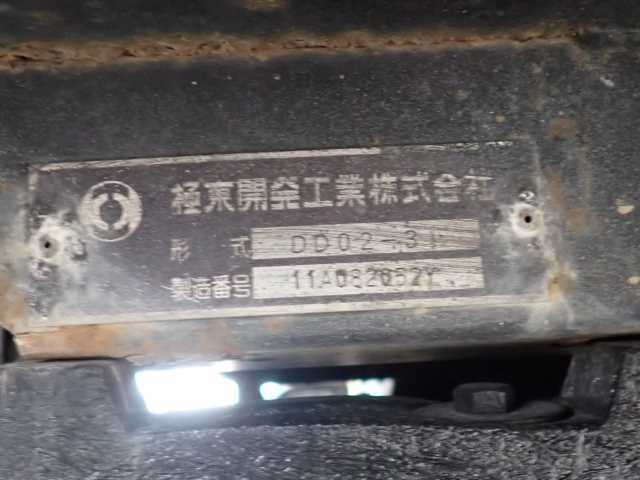 極東開発工業株式会社
形式 DD02-31
製造番号 11A082052Y